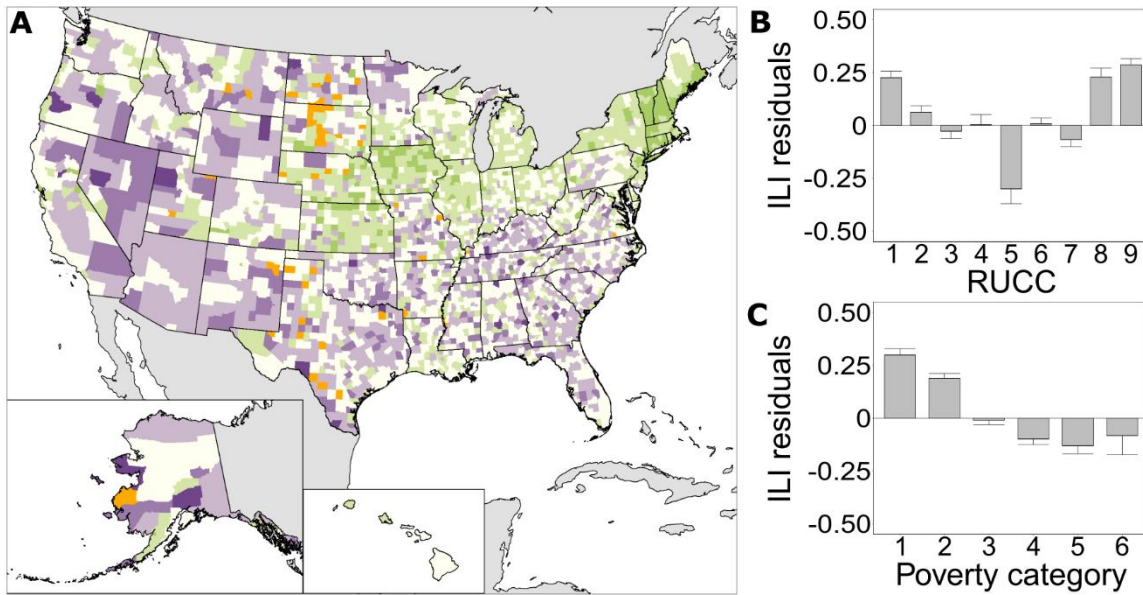 A
B
0.50
0.25
0
-0.25
-0.50
ILI residuals
1 2 3 4 5 6 7 8 9
RUCC
C
0.50
0.25
0
-0.25
-0.50
ILI residuals
1 2 3 4 5 6
Poverty category